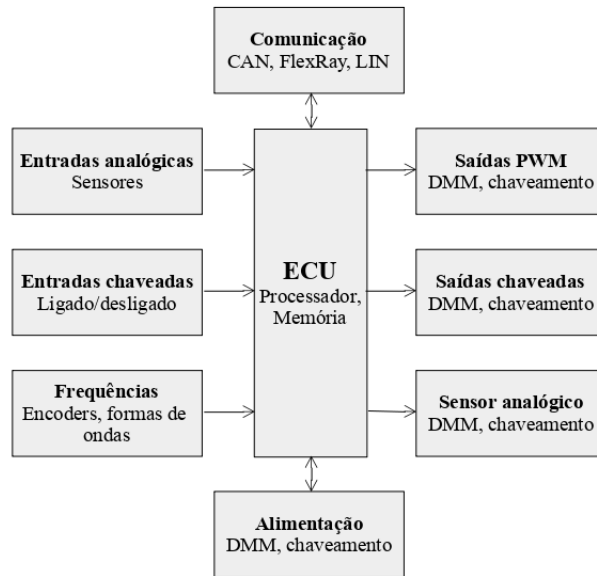 Comunicação
CAN, FlexRay, LIN
Entradas analógicas
Sensores
Entradas chaveadas
Ligado/desligado
Frequências
Encoders, formas de
ondas
ECU
Processador,
Memória
Saídas PWM
DMM, chaveamento
Saídas chaveadas
DMM, chaveamento
Sensor analógico
DMM, chaveamento
Alimentação
DMM, chaveamento